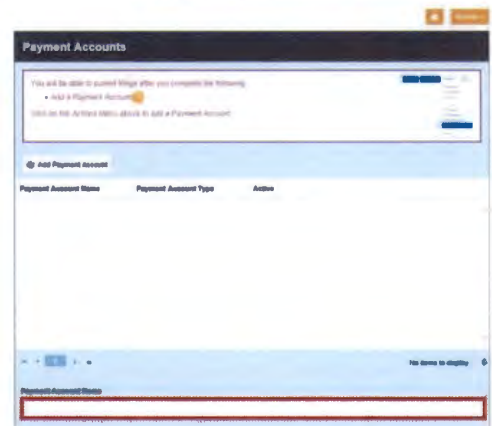 Payment Accounts
You will be able to submit filings after you complete the following
• Add a Payment Account
Click on the Actions Menu above to add a Payment Account
Add Payment Account
Payment Account Name Payment Account Type Active
1
No items to display
Payment Account Name